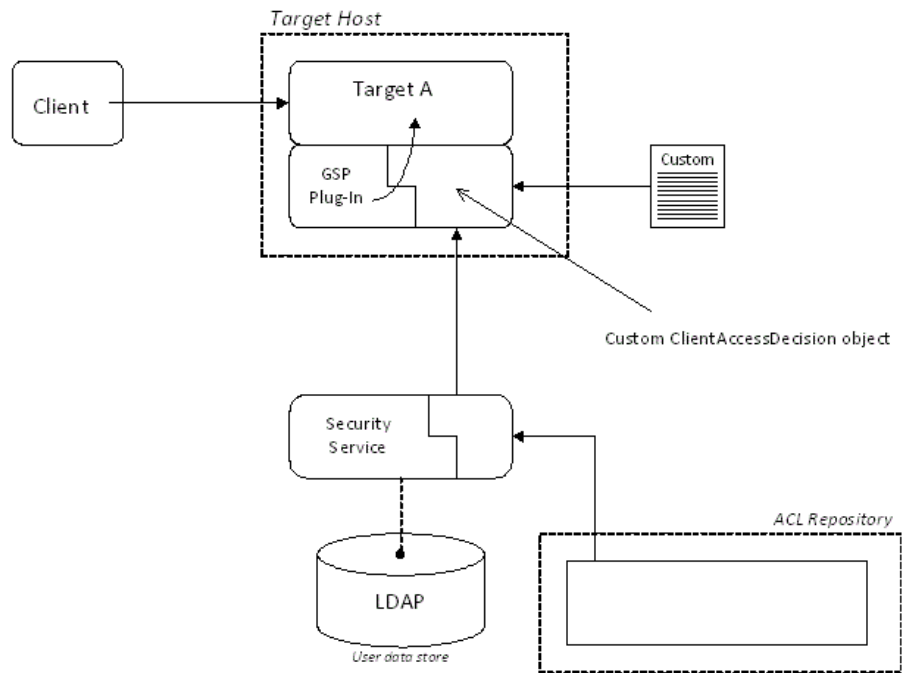 Target Host
Client
Target A
GSP
Plug-In
Custom
Custom ClientAccessDecision object
Security
Service
ACL Repository
LDAP
User data store